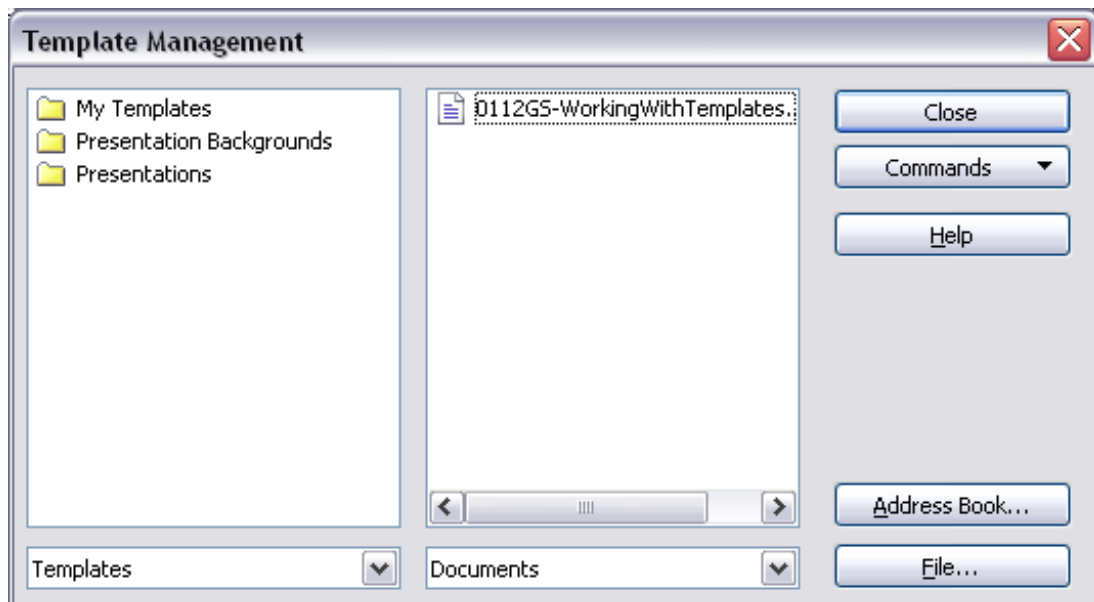 Template Management
My Templates
Presentation Backgrounds
Presentations
0112GS-WorkingWithTemplates.
Close
Commands
Help
Address Book...
Templates
Documents
File...